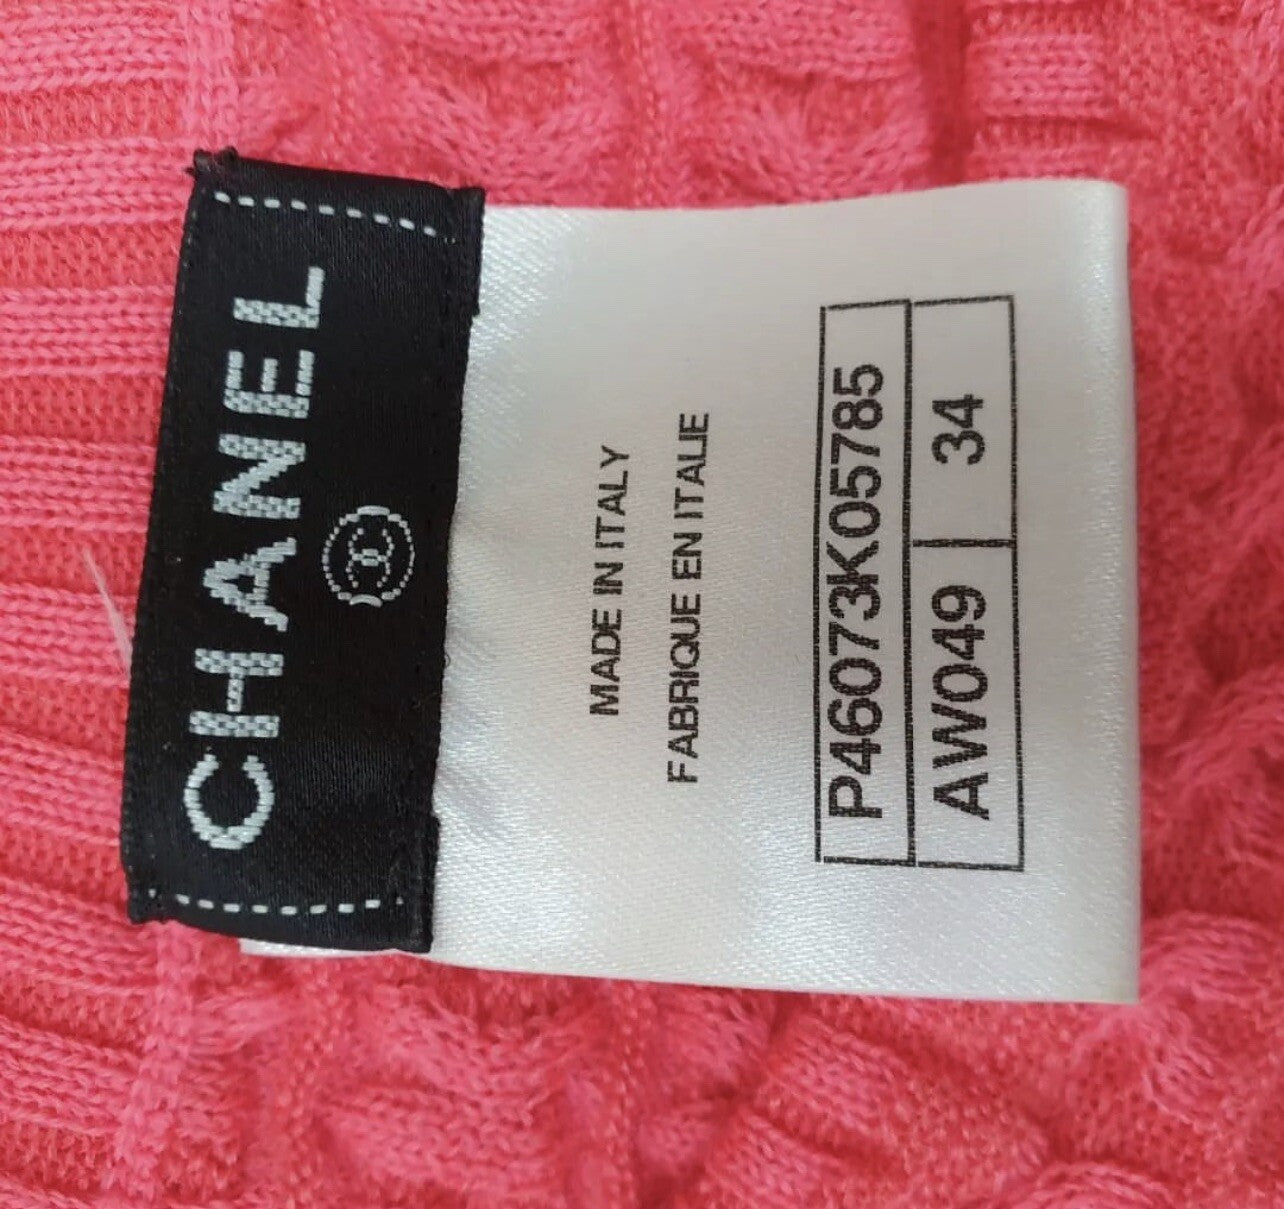 CHANEL
MADE IN ITALY
FABRIQUE EN ITALIE
P46073K05785
AW049 34